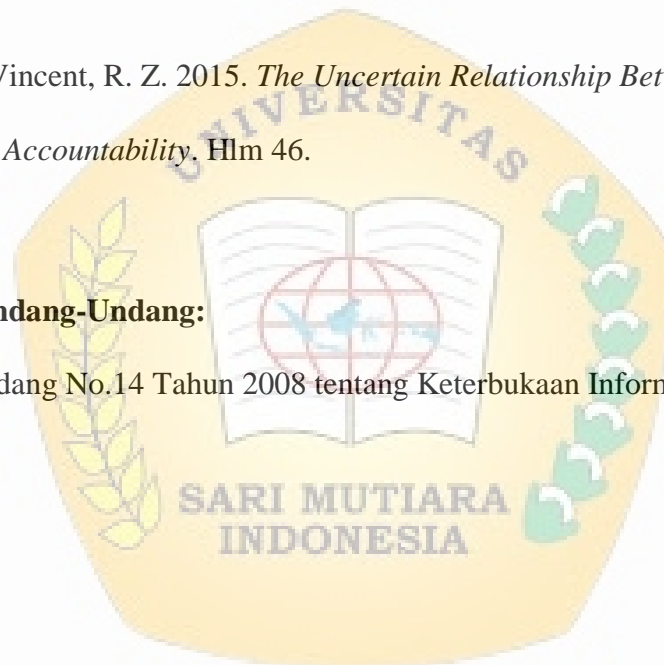 Vincent, R. Z. 2015. The Uncertain Relationship Bet
Accountability. Hlm 46.
UNIVERSITAS
ndang-Undang:
dang No.14 Tahun 2008 tentang Keterbukaan Inform
SARI MUTIARA
INDONESIA